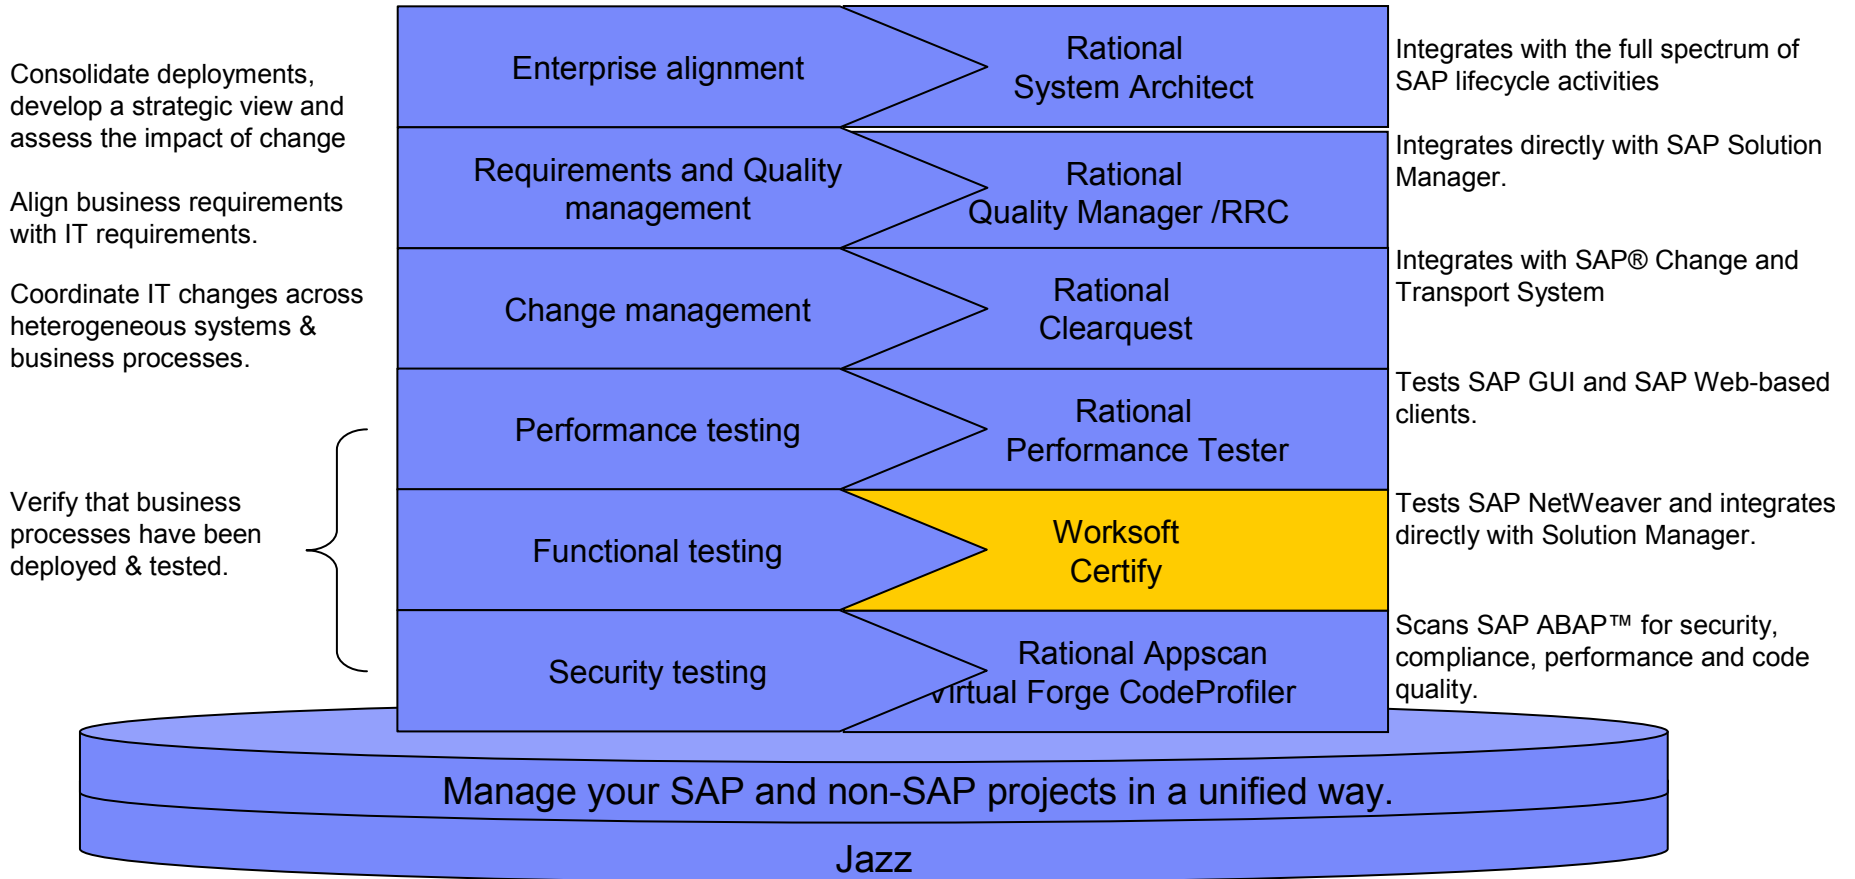 Consolidate deployments,
develop a strategic view and
assess the impact of change
Enterprise alignment
Rational
System Architect
Integrates with the full spectrum of
SAP lifecycle activities
Align business requirements
with IT requirements.
Requirements and Quality
management
Rational
Quality Manager /RRC
Integrates directly with SAP Solution
Manager.
Coordinate IT changes across
heterogeneous systems &
business processes.
Change management
Rational
Clearquest
Integrates with SAP® Change and
Transport System
Performance testing
Rational
Performance Tester
Tests SAP GUI and SAP Web-based
clients.
Verify that business
processes have been
deployed & tested.
Functional testing
Worksoft
Certify
Tests SAP NetWeaver and integrates
directly with Solution Manager.
Security testing
Rational Appscan
Virtual Forge CodeProfiler
Scans SAP ABAP™ for security,
compliance, performance and code
quality.
Manage your SAP and non-SAP projects in a unified way.
Jazz